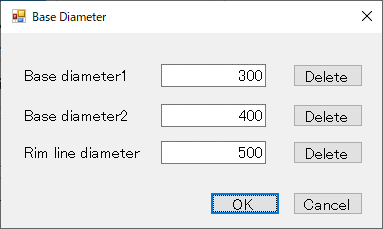 Base Diameter
Base diameter1 300 Delete
Base diameter2 400 Delete
Rim line diameter 500 Delete
OK Cancel